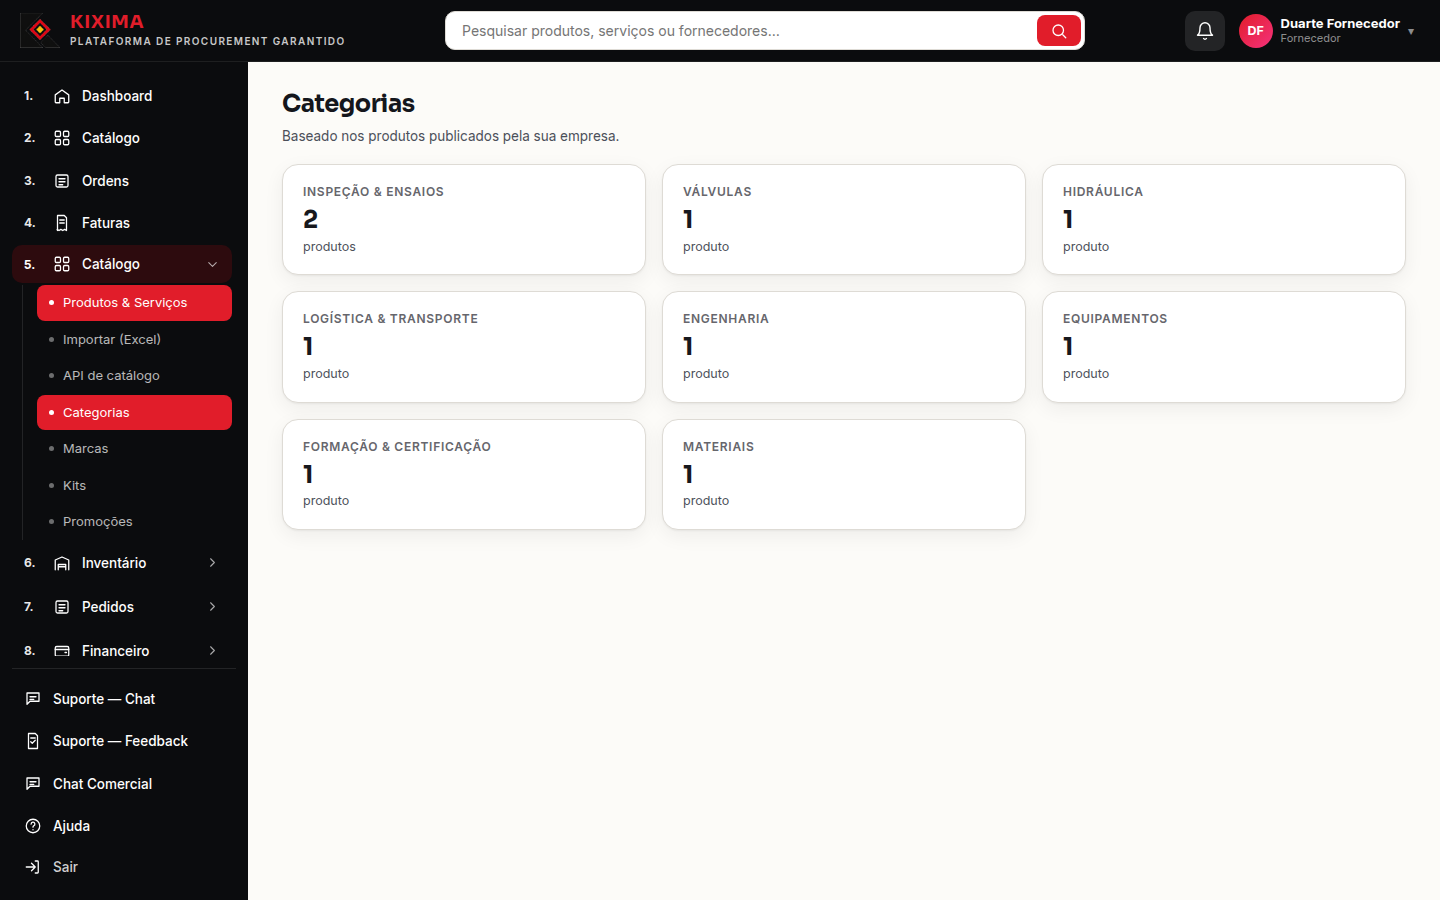 KIXIMA
PLATAFORMA DE PROCUREMENT GARANTIDO
Pesquisar produtos, serviços ou fornecedores...
DF
Duarte Fornecedor
Fornecedor
1. Dashboard
2. Catálogo
3. Ordens
4. Faturas
5. Catálogo
Produtos & Serviços
Importar (Excel)
API de catálogo
Categorias
Marcas
Kits
Promoções
6. Inventário
7. Pedidos
8. Financeiro
Suporte — Chat
Suporte — Feedback
Chat Comercial
Ajuda
Sair
Categorias
Baseado nos produtos publicados pela sua empresa.
INSPEÇÃO & ENSAIOS
2
produtos
VÁLVULAS
1
produto
HIDRÁULICA
1
produto
LOGÍSTICA & TRANSPORTE
1
produto
ENGENHARIA
1
produto
EQUIPAMENTOS
1
produto
FORMAÇÃO & CERTIFICAÇÃO
1
produto
MATERIAIS
1
produto